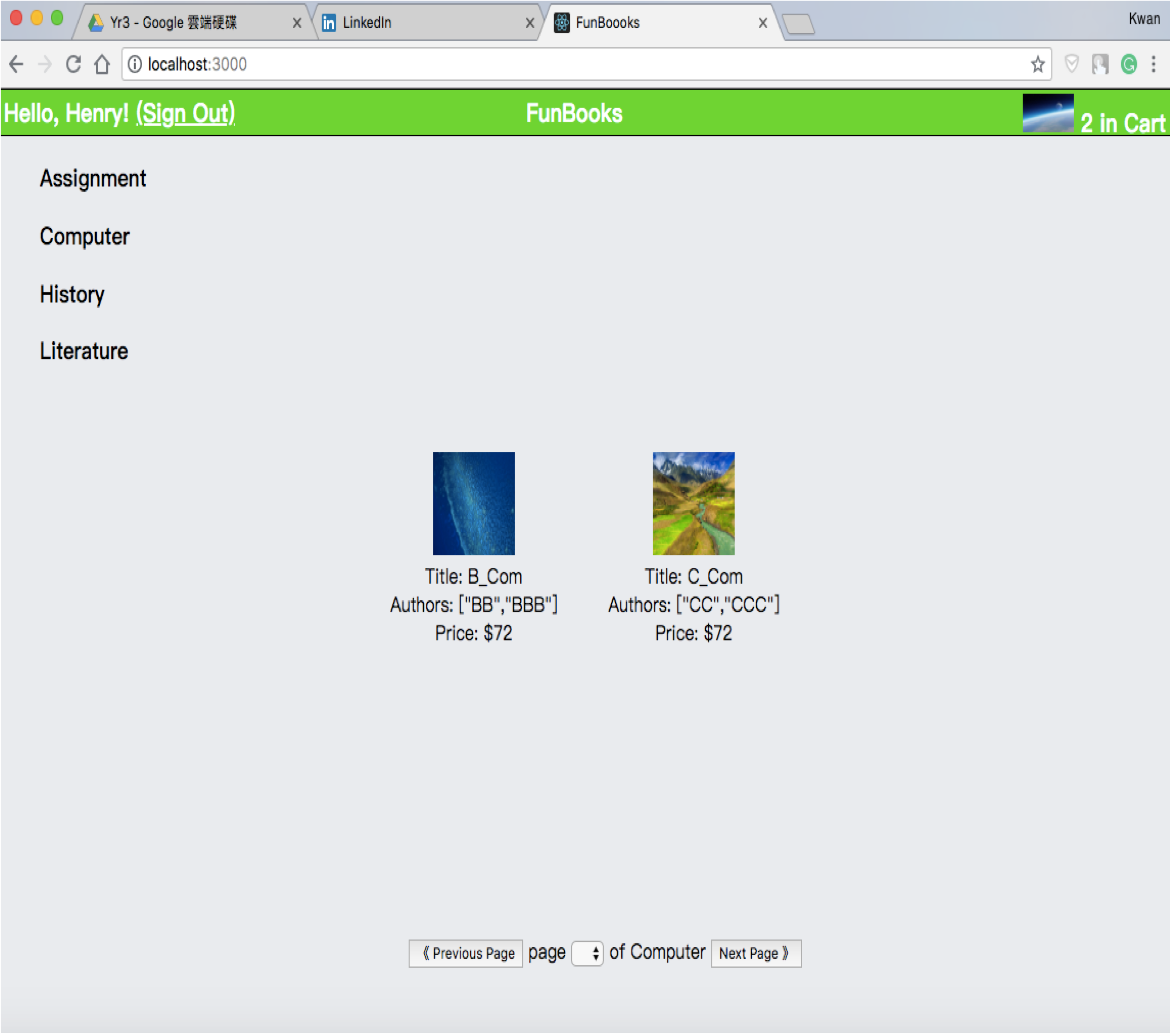 Yr3 - Google 雲端硬碟 LinkedIn FunBoooks Kwan
localhost:3000
Hello, Henry! (Sign Out) FunBooks 2 in Cart
Assignment
Computer
History
Literature
Title: B_Com Title: C_Com
Authors: ["BB","BBB"] Authors: ["CC","CCC"]
Price: $72 Price: $72
《 Previous Page page of Computer Next Page 》